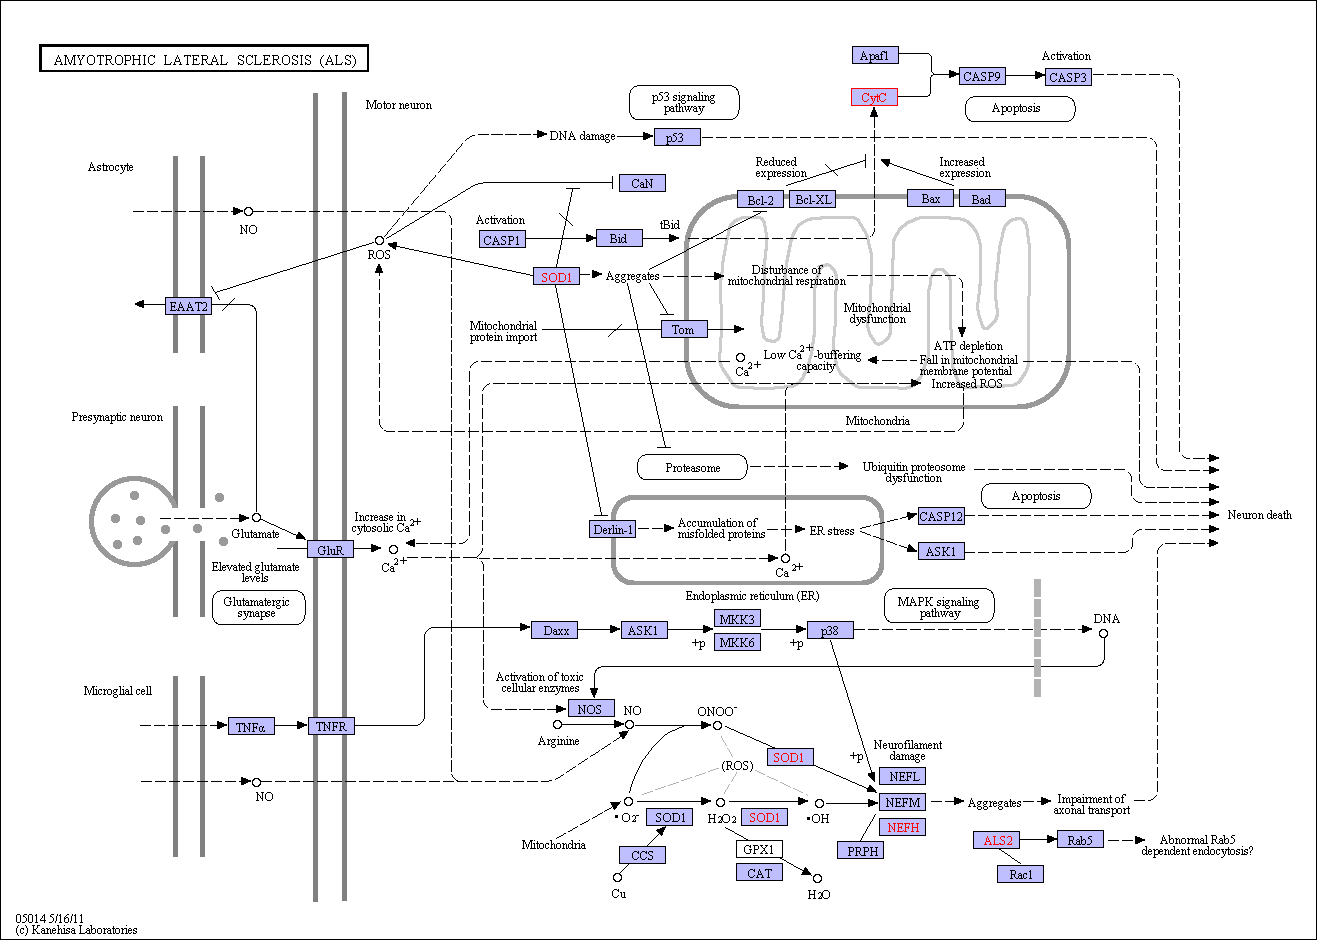 AMYOTROPHIC LATERAL SCLEROSIS (ALS)
Motor neuron
Astrocyte
NO
ROS
EAAT2
p53 signaling
pathway
DNA damage
p53
CaN
Activation
CASP1
Bid
tBid
SOD1
Aggregates
Apaf1
CytC
CASP9
Activation
CASP3
Apoptosis
Reduced
expression
Increased
expression
Bcl-2
Bcl-XL
Bax
Bad
Disturbance of
mitochondrial respiration
Mitochondrial
dysfunction
Mitochondrial
protein import
Tom
Ca2+
Low Ca2+-buffering
capacity
ATP depletion
Fall in mitochondrial
membrane potential
Increased ROS
Mitochondria
Presynaptic neuron
Glutamate
Elevated glutamate
levels
Glutamatergic
synapse
GluR
Increase in
cytosolic Ca2+
Ca2+
Proteasome
Ubiquitin proteosome
dysfunction
Apoptosis
Derlin-1
Accumulation of
misfolded proteins
ER stress
CASP12
ASK1
Ca2+
Neuron death
Endoplasmic reticulum (ER)
MAPK signaling
pathway
Daxx
ASK1
+p
MKK3
MKK6
+p
p38
DNA
Microglial cell
TNFα
TNFR
NO
Activation of toxic
cellular enzymes
NOS
NO
Arginine
ONOO-
(ROS)
SOD1
+p
Neurofilament
damage
NEFL
NEFM
NEFH
PRPH
Aggregates
Impairment of
axonal transport
Mitochondria
•O2-
SOD1
H2O2
SOD1
•OH
CCS
Cu
GPX1
CAT
H2O
ALS2
Rab5
Rac1
Abnormal Rab5
dependent endocytosis?
05014 5/16/11
(c) Kanehisa Laboratories